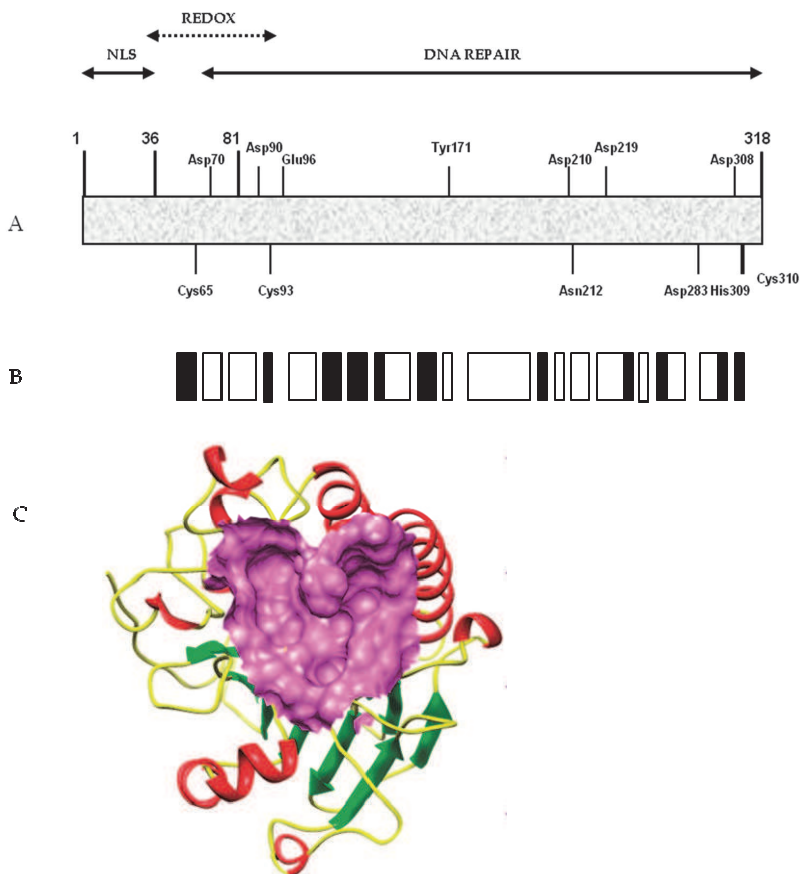 REDOX
NLS
DNA REPAIR
1
36
81
318
Asp70
Asp90
Glu96
Tyr171
Asp210
Asp219
Asp308
A
Cys65
Cys93
Asn212
Asp283
His309
Cys310
B
C